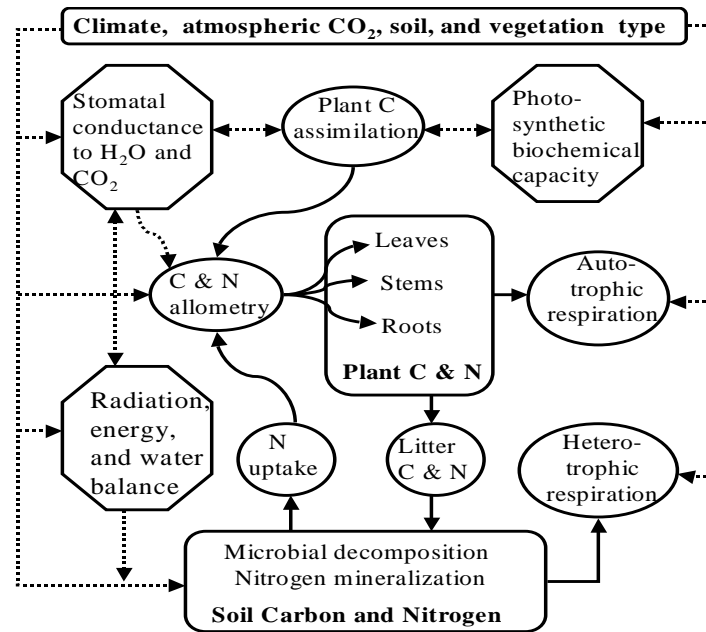 Climate, atmospheric CO₂, soil, and vegetation type
Stomatal
conductance
to H₂O and
CO₂
Plant C
assimilation
Photo-
synthetic
biochemical
capacity
C & N
allometry
Leaves
Stems
Roots
Plant C & N
Auto-
trophic
respiration
Radiation,
energy,
and water
balance
N
uptake
Litter
C & N
Hetero-
trophic
respiration
Microbial decomposition
Nitrogen mineralization
Soil Carbon and Nitrogen